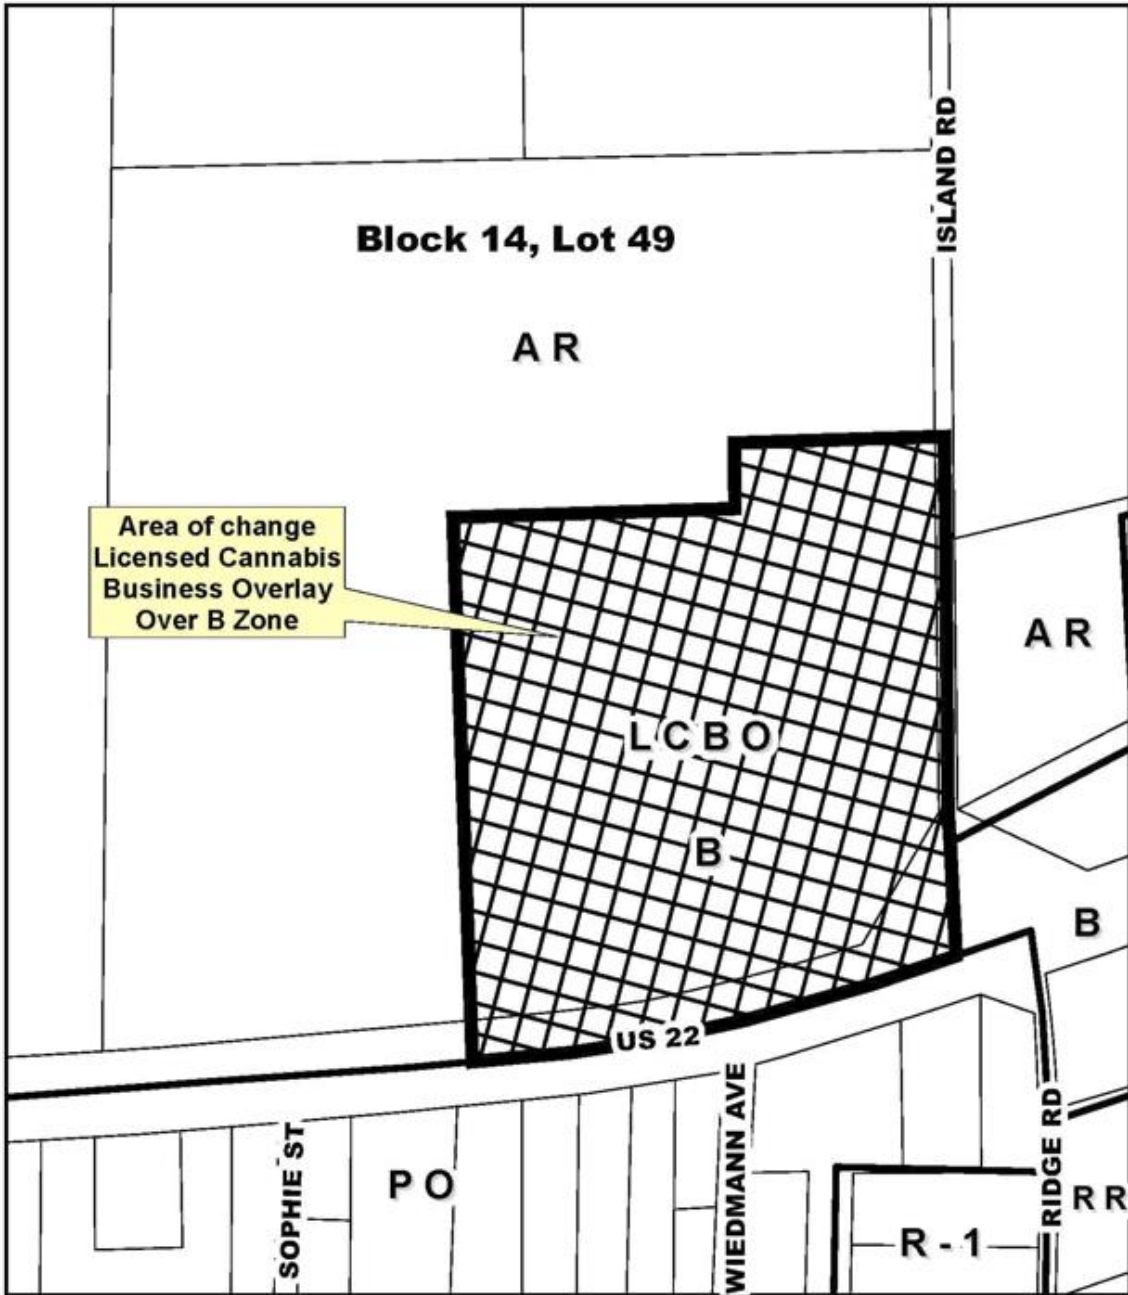 ISLAND RD
Block 14, Lot 49
A R
Area of change
Licensed Cannabis
Business Overlay
Over B Zone
A R
L C B O
B
B
US 22
SOPHIE ST
P O
WIEDMANN AVE
RIDGE RD
R R
R - 1